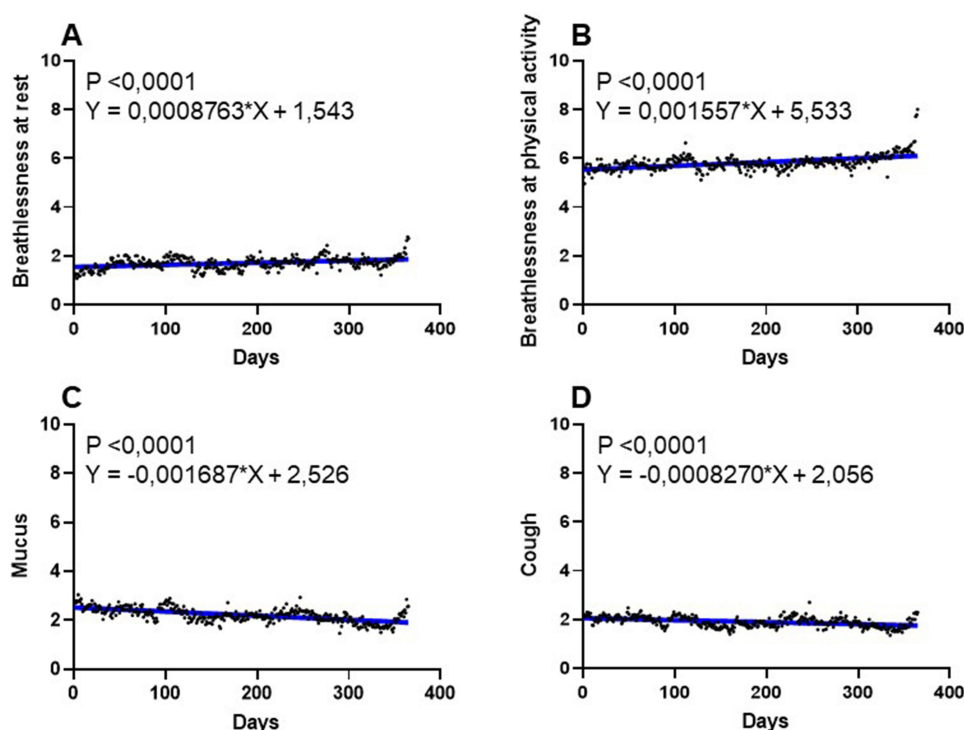 A
P <0,0001
Y = 0,0008763*X + 1,543
Breathlessness at rest
10
8
6
4
2
0
0 100 200 300 400
Days
B
P <0,0001
Y = 0,001557*X + 5,533
Breathlessness at physical activity
10
8
6
4
2
0
0 100 200 300 400
Days
C
P <0,0001
Y = -0,001687*X + 2,526
Mucus
10
8
6
4
2
0
0 100 200 300 400
Days
D
P <0,0001
Y = -0,0008270*X + 2,056
Cough
10
8
6
4
2
0
0 100 200 300 400
Days